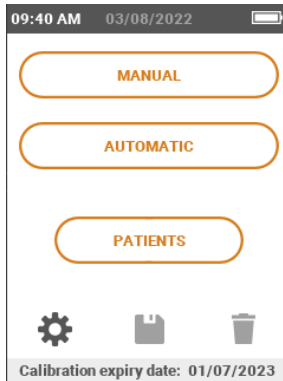 09:40 AM 03/08/2022
MANUAL
AUTOMATIC
PATIENTS
Calibration expiry date: 01/07/2023